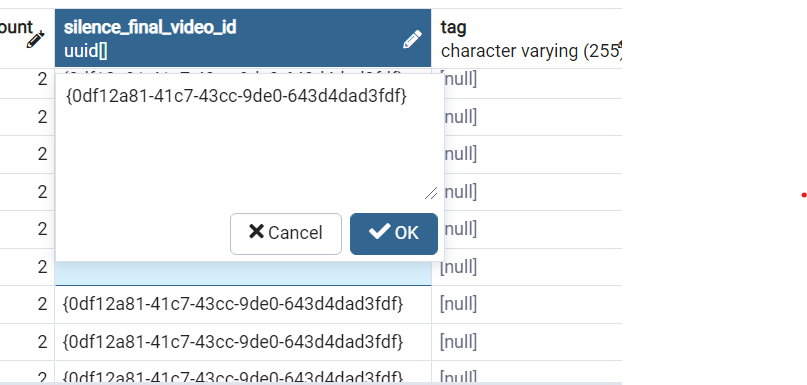 ount
silence_final_video_id
uuid[]
tag
character varying (255)
2
[null]
{0df12a81-41c7-43cc-9de0-643d4dad3fdf}
2
null]
2
null]
2
null]
Cancel
OK
2
null]
2
[null]
2
{0df12a81-41c7-43cc-9de0-643d4dad3fdf}
[null]
2
{0df12a81-41c7-43cc-9de0-643d4dad3fdf}
[null]
2
{0df12a81-41c7-43cc-9de0-643d4dad3fdf}
[null]